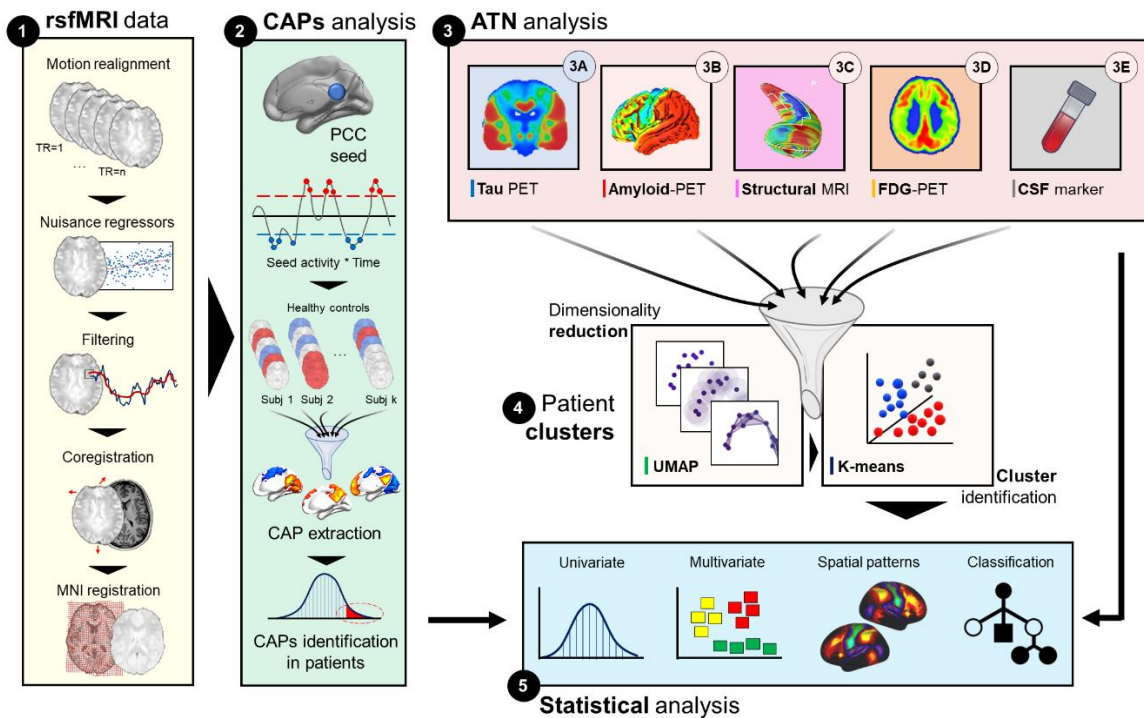 1 rsfMRI data
Motion realignment
TR=1
...
TR=n
Nuisance regressors
Filtering
Coregistration
MNI registration
2 CAPs analysis
PCC
seed
Seed activity * Time
Healthy controls
...
Subj 1 Subj 2 Subj k
CAP extraction
CAPs identification
in patients
3 ATN analysis
3A 3B 3C 3D 3E
Tau PET Amyloid-PET Structural MRI FDG-PET CSF marker
Dimensionality
reduction
4 Patient
clusters
UMAP K-means
Cluster
identification
Univariate Multivariate Spatial patterns Classification
5 Statistical analysis